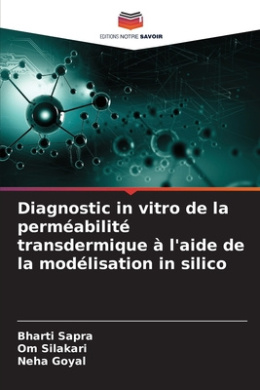 EDITIONS NOTRE SAVOIR
Diagnostic in vitro de la
perméabilité
transdermique à l'aide de
la modélisation in silico
Bharti Sapra
Om Silakari
Neha Goyal